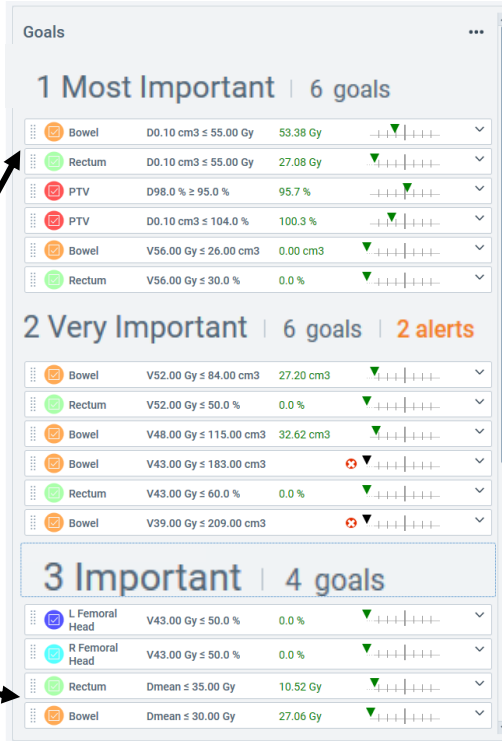 Goals
1 Most Important | 6 goals
Bowel D0.10 cm3 ≤ 55.00 Gy 53.38 Gy
Rectum D0.10 cm3 ≤ 55.00 Gy 27.08 Gy
PTV D98.0 % ≥ 95.0 % 95.7 %
PTV D0.10 cm3 ≤ 104.0 % 100.3 %
Bowel V56.00 Gy ≤ 26.00 cm3 0.00 cm3
Rectum V56.00 Gy ≤ 30.0 % 0.0 %
2 Very Important | 6 goals | 2 alerts
Bowel V52.00 Gy ≤ 84.00 cm3 27.20 cm3
Rectum V52.00 Gy ≤ 50.0 % 0.0 %
Bowel V48.00 Gy ≤ 115.00 cm3 32.62 cm3
Bowel V43.00 Gy ≤ 183.00 cm3
Rectum V43.00 Gy ≤ 60.0 % 0.0 %
Bowel V39.00 Gy ≤ 209.00 cm3
3 Important | 4 goals
L Femoral
Head V43.00 Gy ≤ 50.0 % 0.0 %
R Femoral
Head V43.00 Gy ≤ 50.0 % 0.0 %
Rectum Dmean ≤ 35.00 Gy 10.52 Gy
Bowel Dmean ≤ 30.00 Gy 27.06 Gy